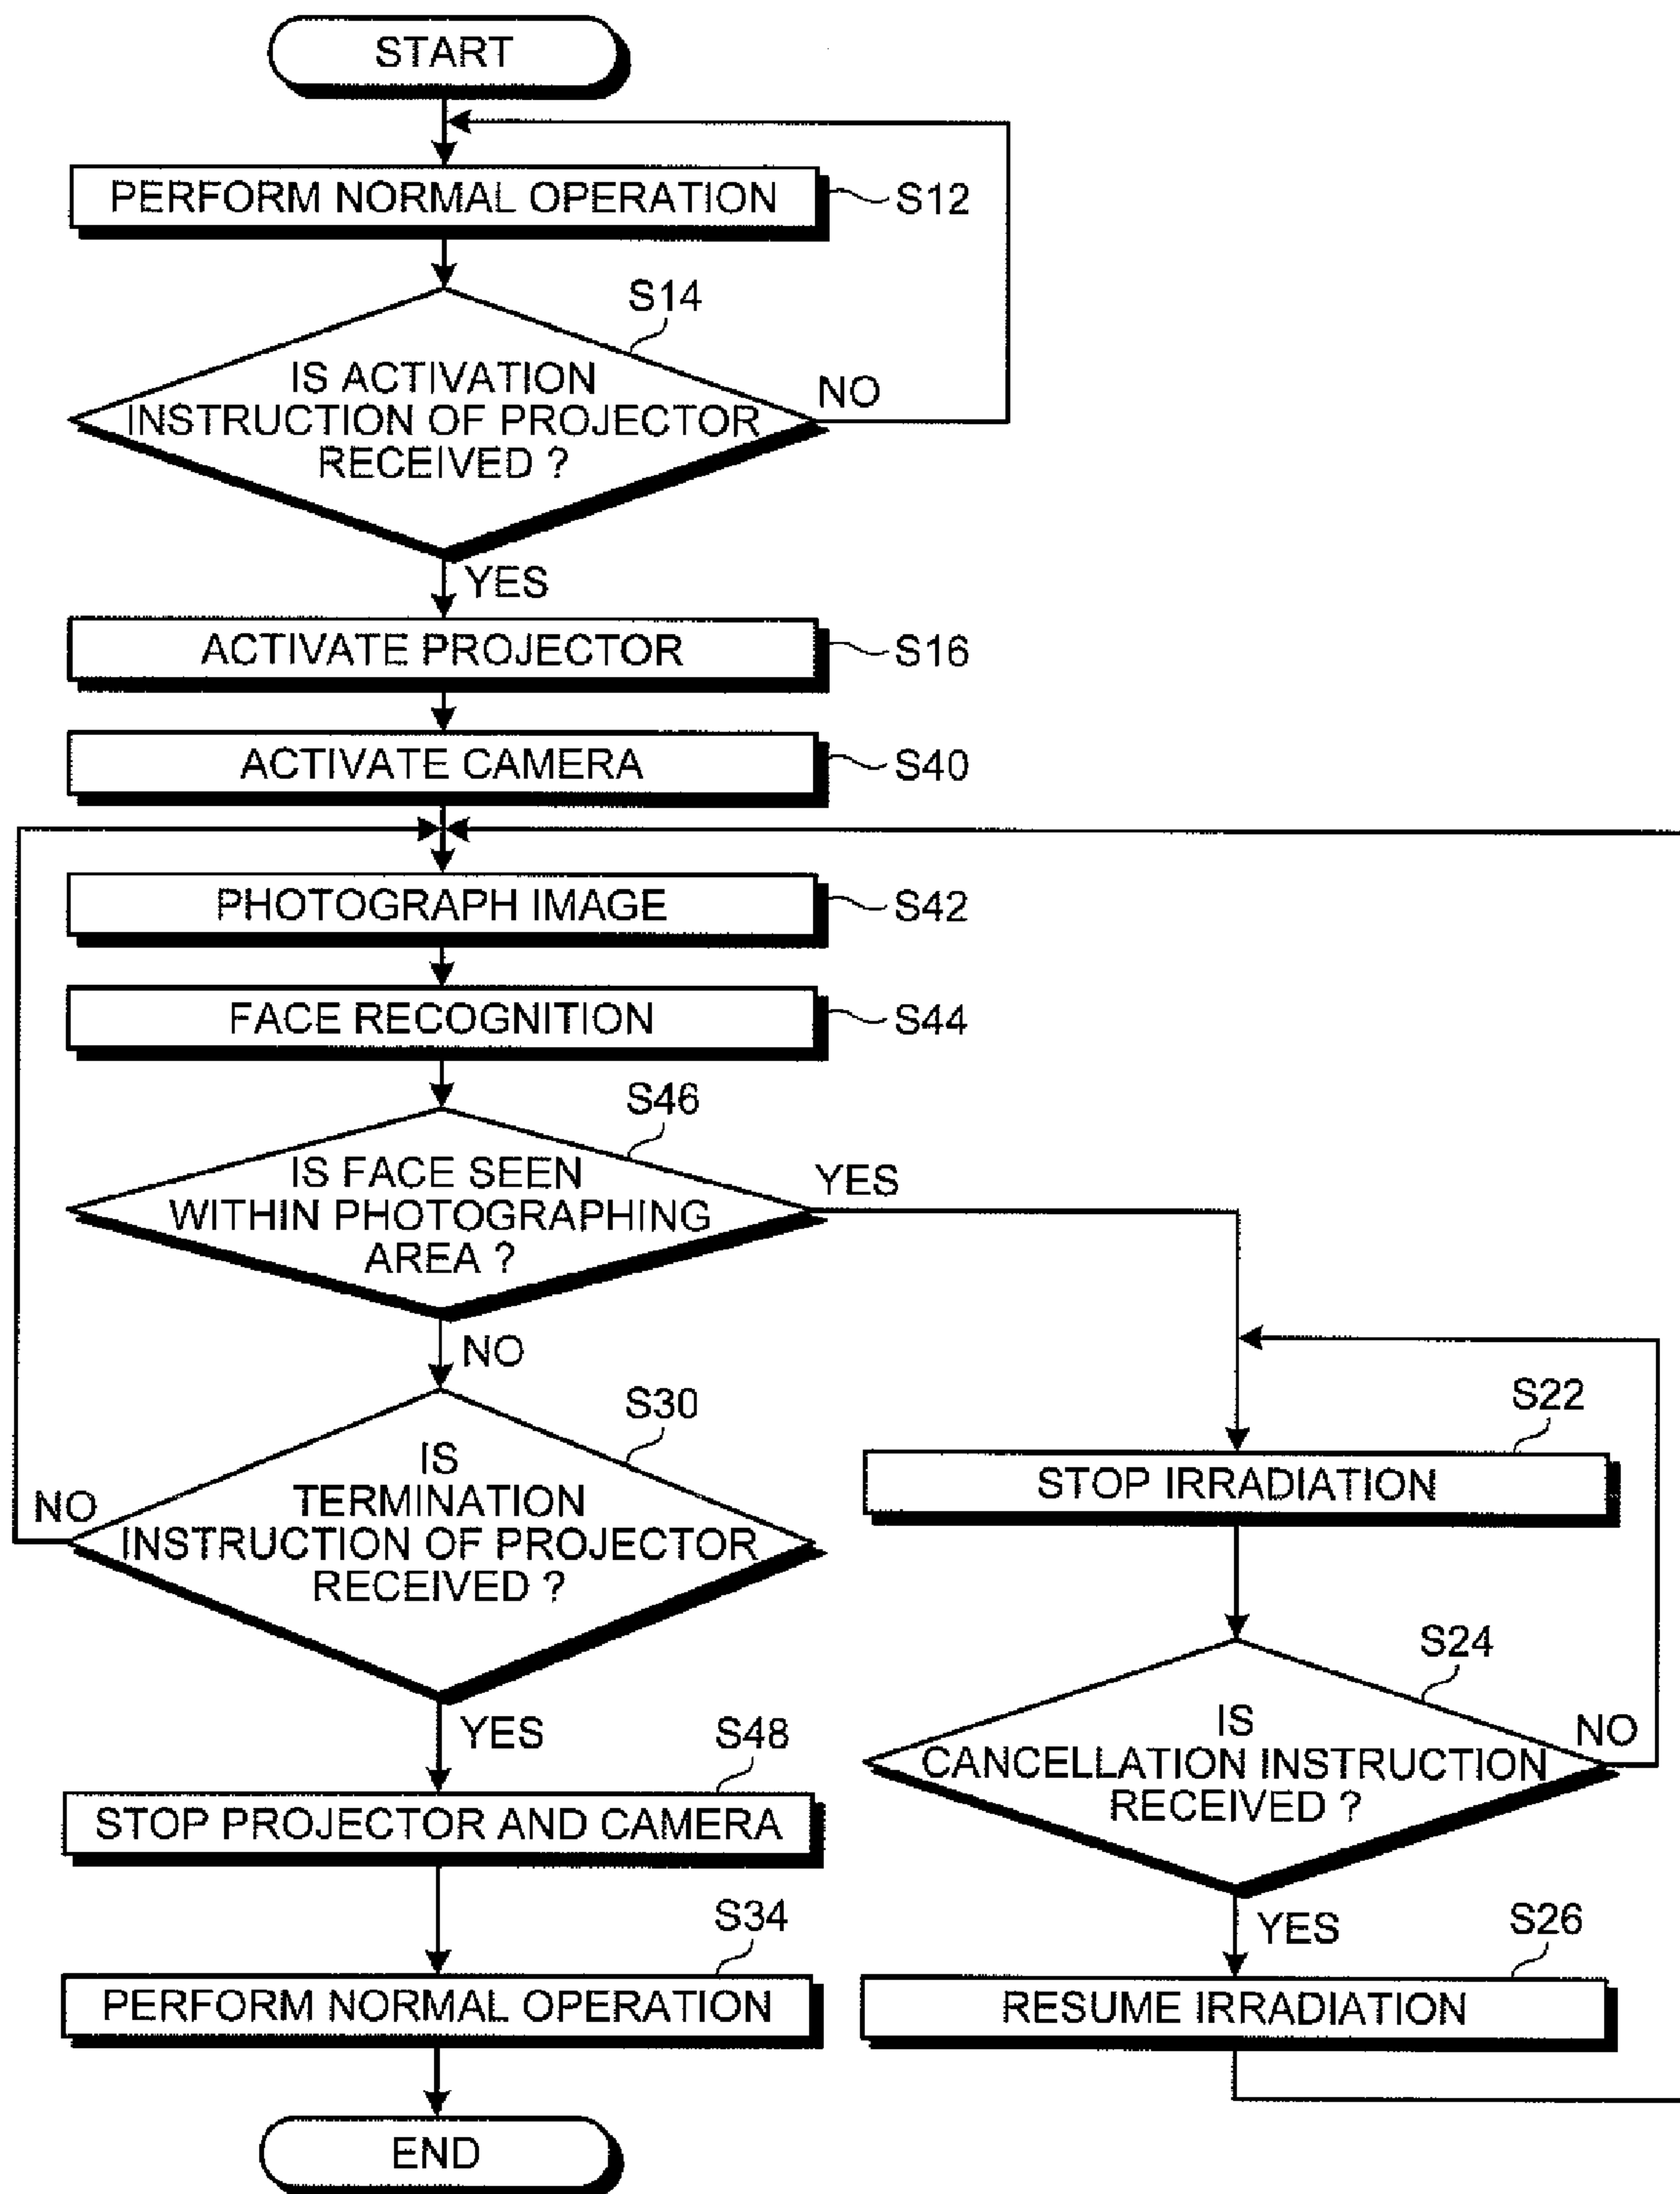 START
PERFORM NORMAL OPERATION
S12
S14
IS ACTIVATION
INSTRUCTION OF PROJECTOR
RECEIVED ?
NO
YES
ACTIVATE PROJECTOR
S16
ACTIVATE CAMERA
S40
PHOTOGRAPH IMAGE
S42
FACE RECOGNITION
S44
S46
IS FACE SEEN
WITHIN PHOTOGRAPHING
AREA ?
YES
NO
S30
IS
TERMINATION
INSTRUCTION OF PROJECTOR
RECEIVED ?
NO
YES
S48
STOP PROJECTOR AND CAMERA
S34
PERFORM NORMAL OPERATION
END
S22
STOP IRRADIATION
S24
IS
CANCELLATION INSTRUCTION
RECEIVED ?
NO
YES
S26
RESUME IRRADIATION